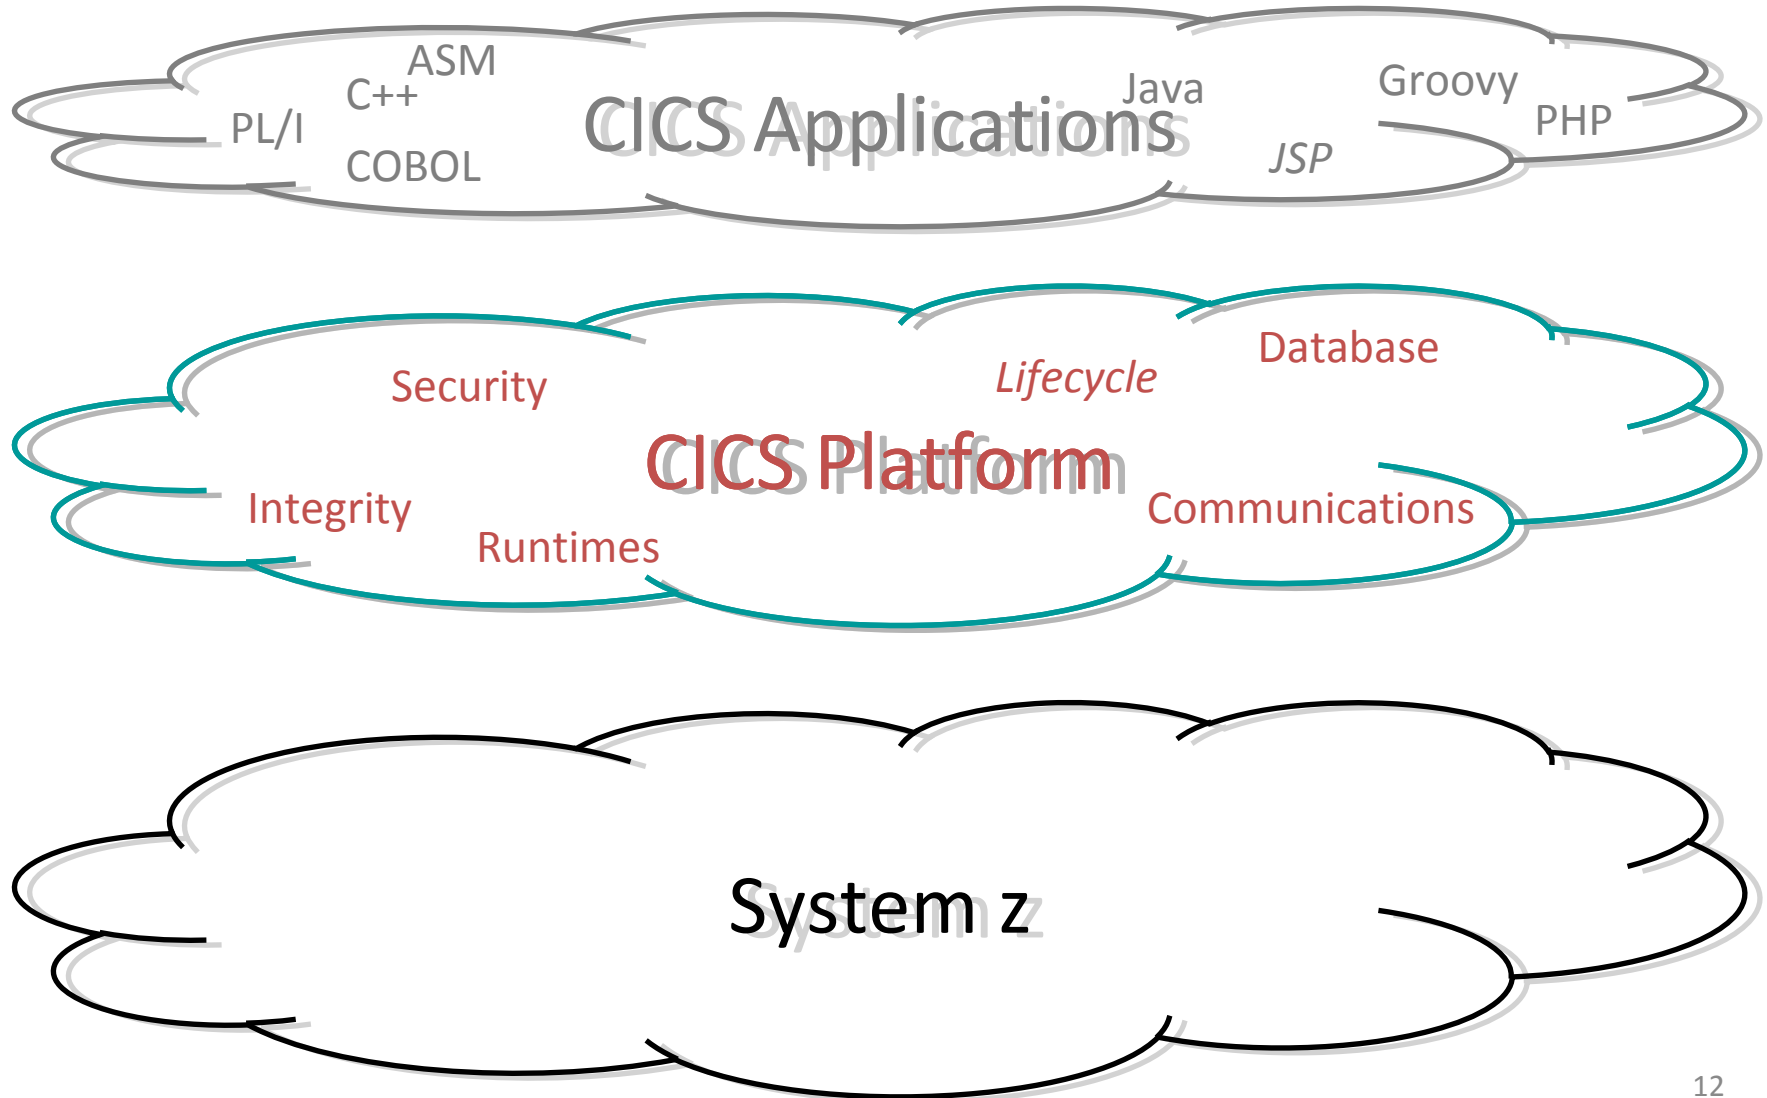 ASM
C++
PL/I
COBOL
CICS Applications
Java
JSP
Groovy
PHP
Security
Lifecycle
Database
CICS Platform
Integrity
Runtimes
Communications
System z
12